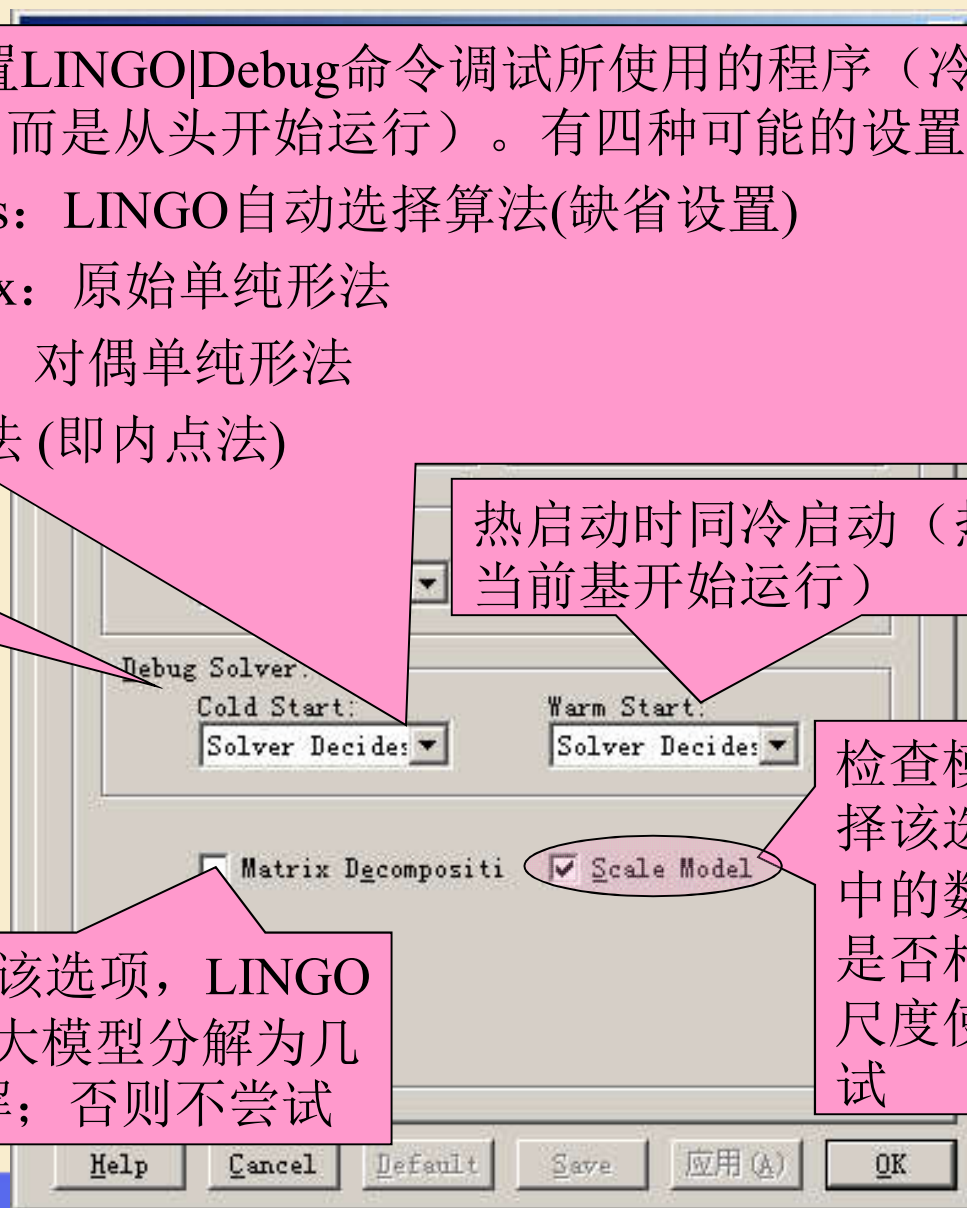 置LINGO|Debug命令调试所使用的程序（冷
而是从头开始运行）。有四种可能的设置
s：LINGO自动选择算法(缺省设置)
x：原始单纯形法
对偶单纯形法
法 (即内点法)
热启动时同冷启动（热
当前基开始运行）
Debug Solver:
Cold Start:
Warm Start:
Solver Decides
Solver Decides
检查模
择该选
中的数
是否相
尺度使
试
Matrix Decompositi
Scale Model
该选项，LINGO
大模型分解为几
否则不尝试
Help
Cancel
Default
Save
应用(A)
OK